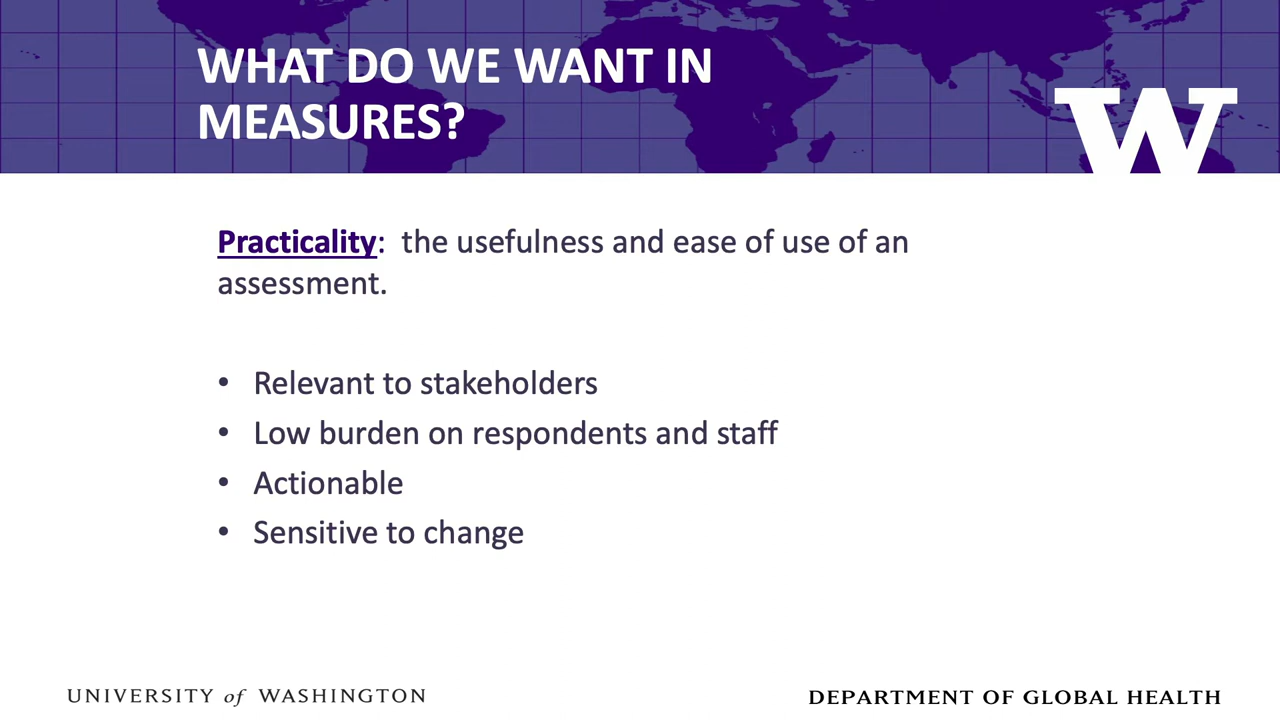 WHAT DO WE WANT IN
MEASURES?
W
Practicality: the usefulness and ease of use of an
assessment.
• Relevant to stakeholders
• Low burden on respondents and staff
• Actionable
• Sensitive to change
UNIVERSITY of WASHINGTON
DEPARTMENT OF GLOBAL HEALTH